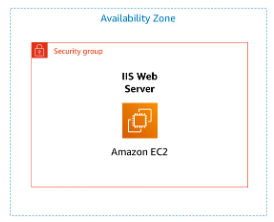 Availability Zone
Security group
IIS Web
Server
Amazon EC2